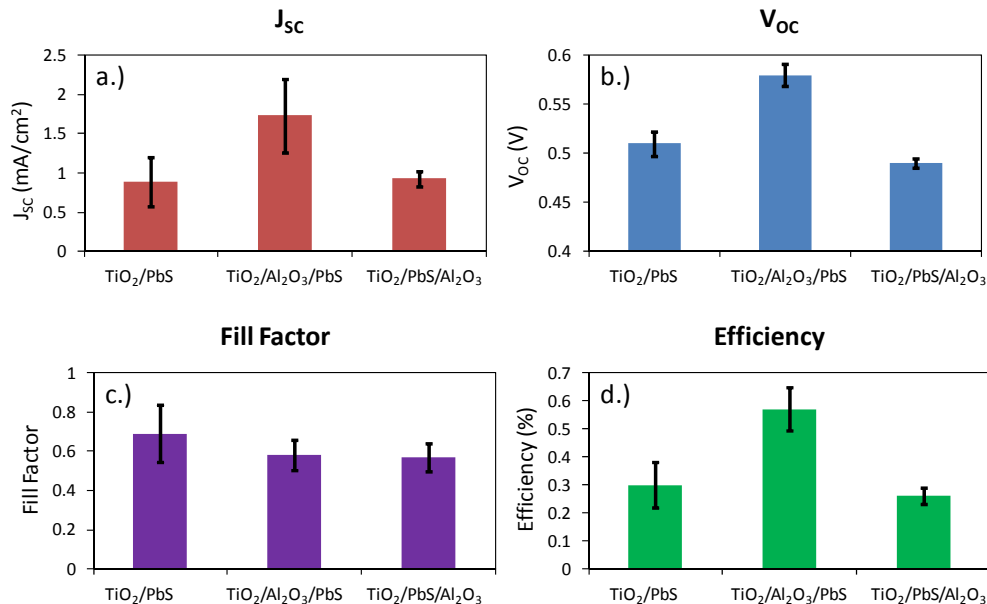 J_SC
a.)
J_SC (mA/cm²)
2.5
2
1.5
1
0.5
0
TiO₂/PbS TiO₂/Al₂O₃/PbS TiO₂/PbS/Al₂O₃
V_OC
b.)
V_OC (V)
0.6
0.55
0.5
0.45
0.4
TiO₂/PbS TiO₂/Al₂O₃/PbS TiO₂/PbS/Al₂O₃
Fill Factor
c.)
Fill Factor
1
0.8
0.6
0.4
0.2
0
TiO₂/PbS TiO₂/Al₂O₃/PbS TiO₂/PbS/Al₂O₃
Efficiency
d.)
Efficiency (%)
0.7
0.6
0.5
0.4
0.3
0.2
0.1
0
TiO₂/PbS TiO₂/Al₂O₃/PbS TiO₂/PbS/Al₂O₃